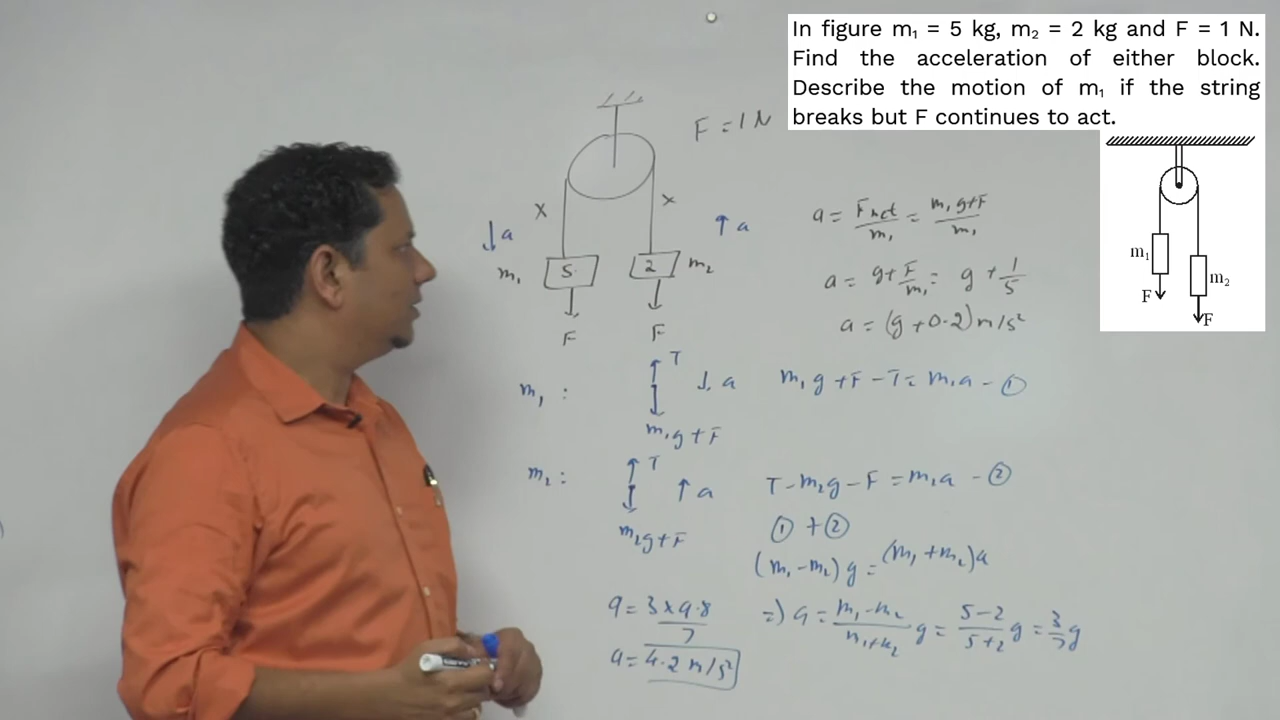 In figure m₁ = 5 kg, m₂ = 2 kg and F = 1 N.
Find the acceleration of either block.
Describe the motion of m₁ if the string
breaks but F continues to act.
m₁
F
m₂
F
F = 1 N
x
x
↓a
↑a
m₁
5
2
m₂
F
F
a = Fnet/m₁ = m₁g+F/m₁
a = g+F/m₁ = g + 1/5
a = (g+0.2) m/s²
m₁ :
↑T
↓a
m₁g+F
m₁g+F-T = m₁a - ①
m₂ :
↑T
↑a
m₂g+F
T-m₂g-F = m₂a - ②
① + ②
(m₁-m₂)g = (m₁+m₂)a
=) a = m₁-m₂/m₁+m₂ g = 5-2/5+2 g = 3/7 g
a = 3×9.8/7
a = 4.2 m/s²